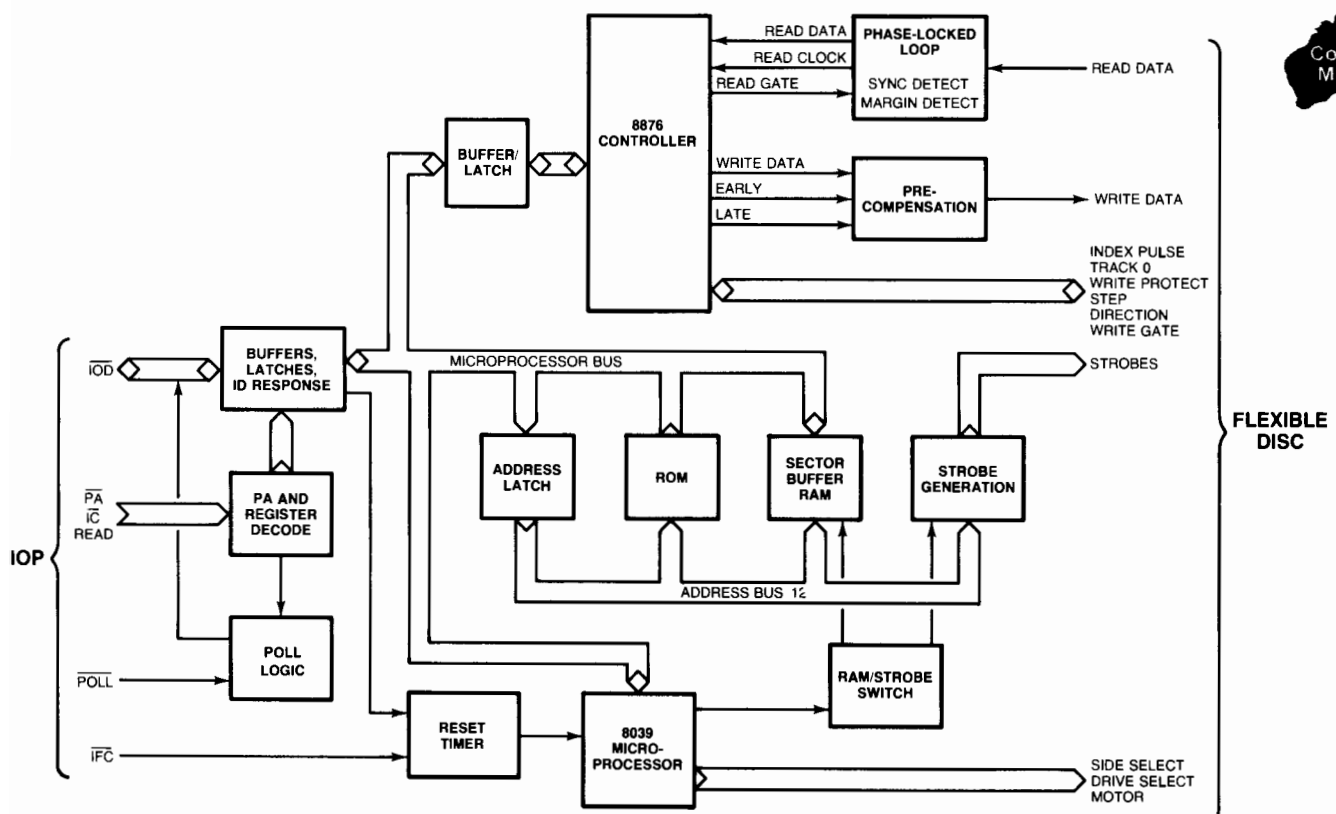 READ DATA
READ CLOCK
READ GATE
PHASE-LOCKED
LOOP
SYNC DETECT
MARGIN DETECT
READ DATA
8876
CONTROLLER
BUFFER/
LATCH
WRITE DATA
EARLY
LATE
PRE-
COMPENSATION
WRITE DATA
INDEX PULSE
TRACK 0
WRITE PROTECT
STEP
DIRECTION
WRITE GATE
IOD
BUFFERS,
LATCHES,
ID RESPONSE
MICROPROCESSOR BUS
STROBES
FLEXIBLE
DISC
ADDRESS
LATCH
ROM
SECTOR
BUFFER
RAM
STROBE
GENERATION
PA
IC
READ
PA AND
REGISTER
DECODE
IOP
ADDRESS BUS 12
POLL
LOGIC
POLL
RAM/STROBE
SWITCH
IFC
RESET
TIMER
8039
MICRO-
PROCESSOR
SIDE SELECT
DRIVE SELECT
MOTOR